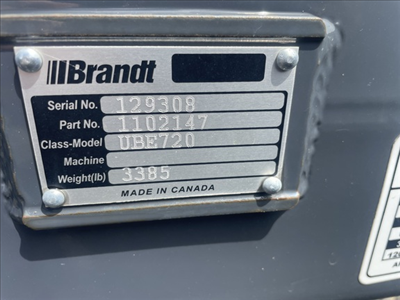 Brandt
Serial No. 129308
Part No. 1102147
Class-Model UBE720
Machine
Weight(lb) 3385
MADE IN CANADA